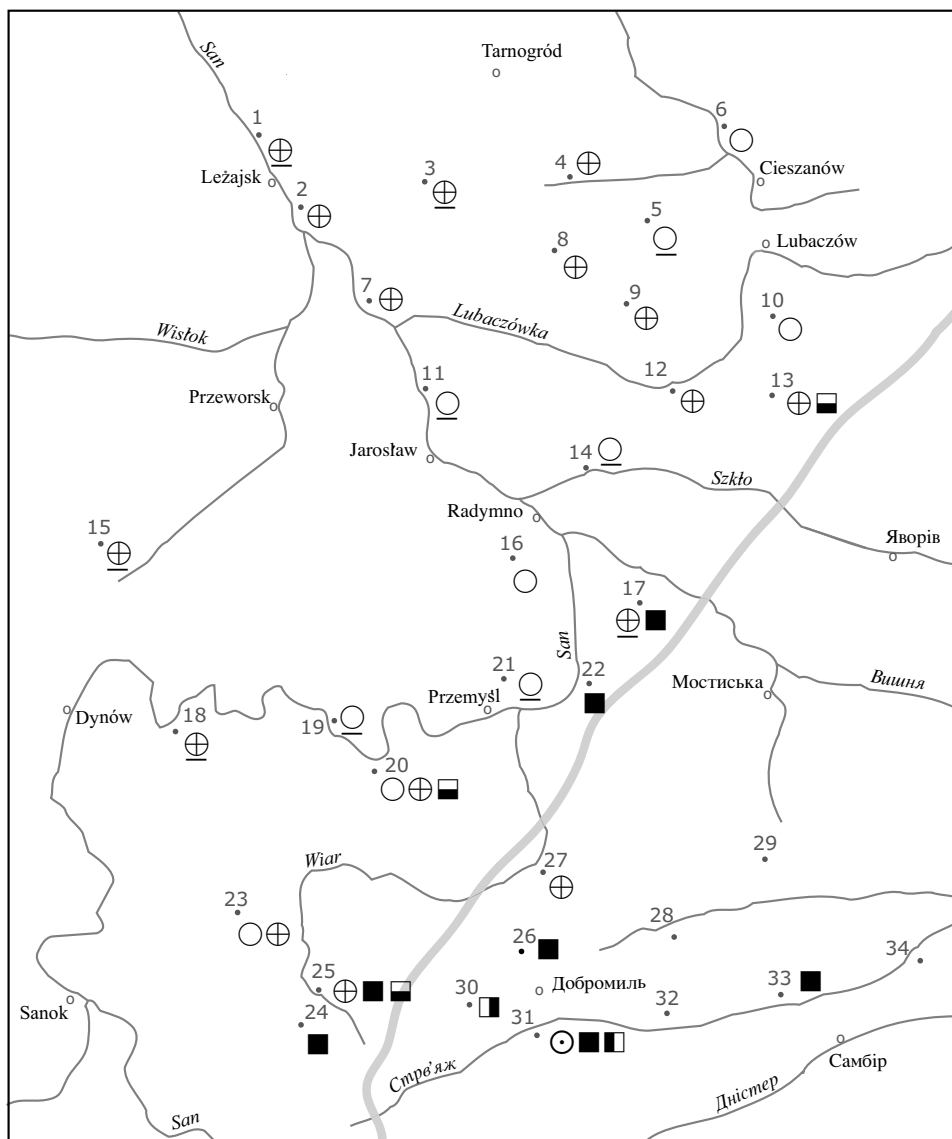 San
Tarnogród
1
6
3
4
Cieszanów
Leżajsk
2
5
8
Lubaczów
7
9
10
Lubaczówka
Wisłok
11
12
13
Przeworsk
Jarosław
14
Szkło
Radymno
15
16
Яворів
17
San
21
22
Мостиська
Вишня
Przemyśl
Dynów
18
19
20
29
Wiar
27
23
28
26
34
25
30
Добромиль
33
Sanok
24
31
32
Самбір
Стрв’яж
Дністер
San